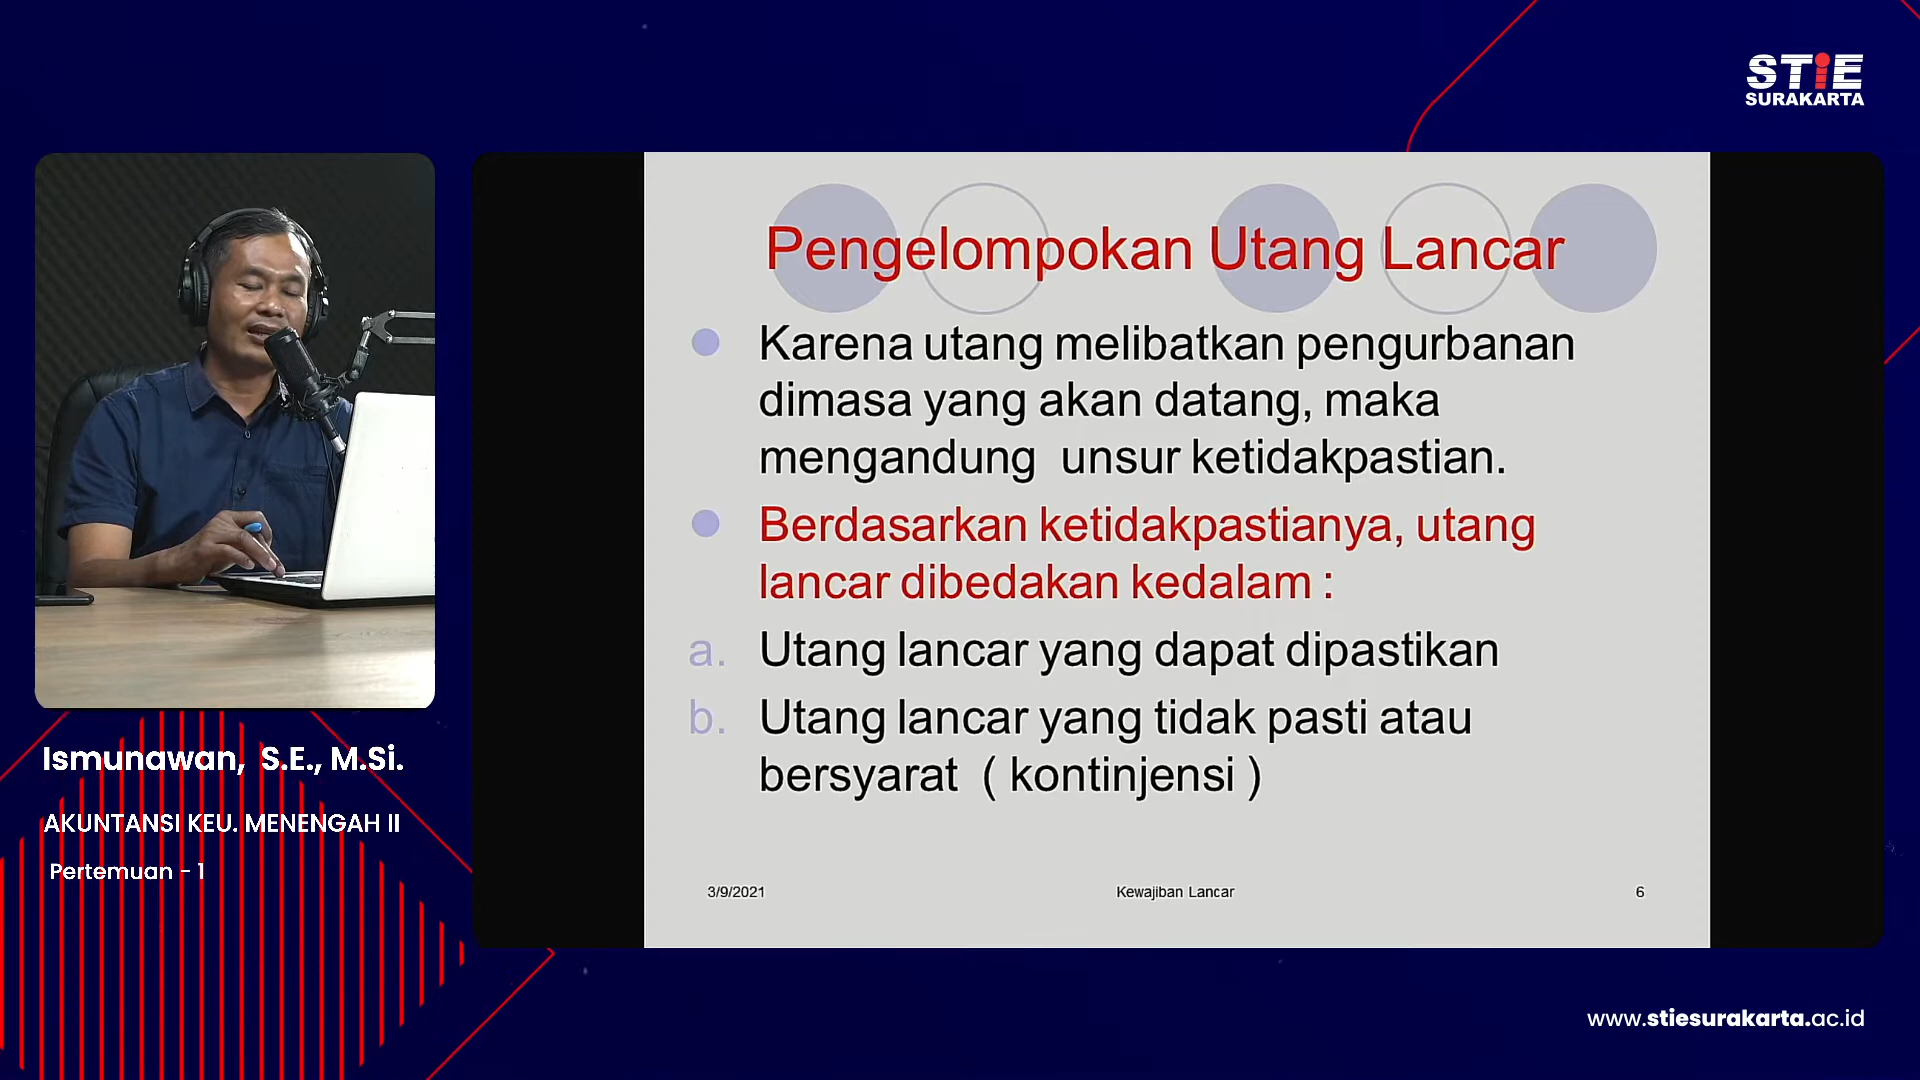 STiE
SURAKARTA
Pengelompokan Utang Lancar
Karena utang melibatkan pengurbanan
dimasa yang akan datang, maka
mengandung unsur ketidakpastian.
Berdasarkan ketidakpastianya, utang
lancar dibedakan kedalam :
a. Utang lancar yang dapat dipastikan
b. Utang lancar yang tidak pasti atau
bersyarat ( kontinjensi )
3/9/2021 Kewajiban Lancar 6
Ismunawan, S.E., M.Si.
AKUNTANSI KEU. MENENGAH II
Pertemuan - 1
www.stiesurakarta.ac.id